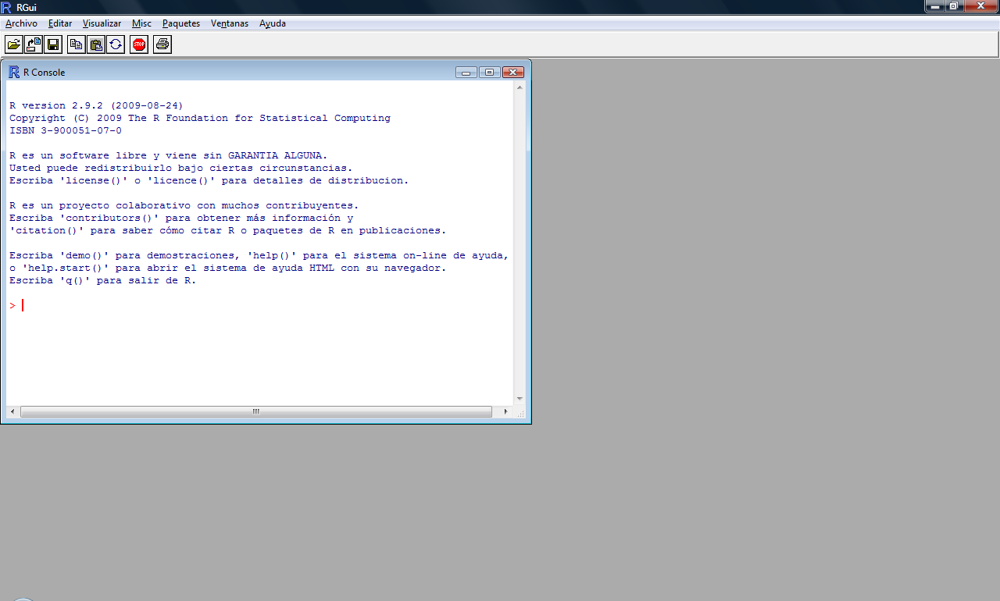 RGui
Archivo Editar Visualizar Misc Paquetes Ventanas Ayuda
STOP
R Console
R version 2.9.2 (2009-08-24)
Copyright (C) 2009 The R Foundation for Statistical Computing
ISBN 3-900051-07-0
R es un software libre y viene sin GARANTIA ALGUNA.
Usted puede redistribuirlo bajo ciertas circunstancias.
Escriba 'license()' o 'licence()' para detalles de distribucion.
R es un proyecto colaborativo con muchos contribuyentes.
Escriba 'contributors()' para obtener más información y
'citation()' para saber cómo citar R o paquetes de R en publicaciones.
Escriba 'demo()' para demostraciones, 'help()' para el sistema on-line de ayuda,
o 'help.start()' para abrir el sistema de ayuda HTML con su navegador.
Escriba 'q()' para salir de R.
>